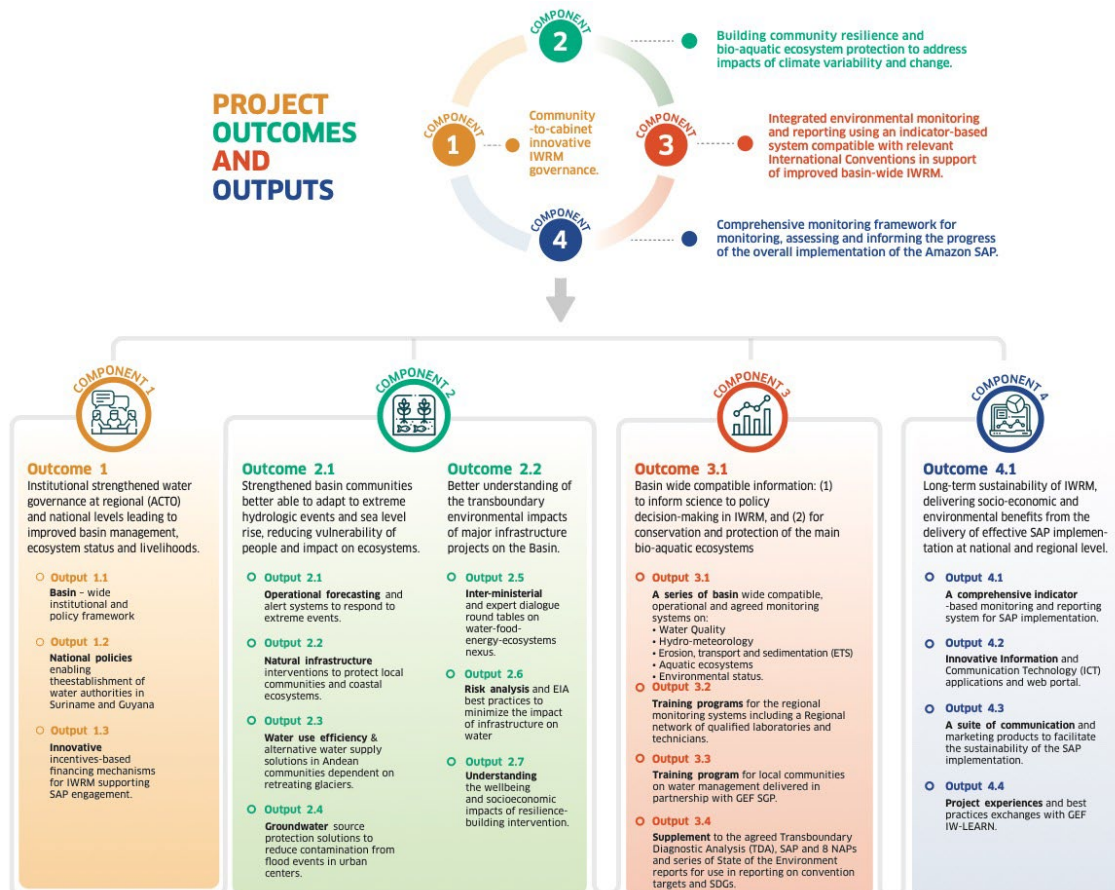 PROJECT
OUTCOMES
AND
OUTPUTS
COMPONENT
1
Community
-to-cabinet
innovative
IWRM
governance.
COMPONENT
2
Building community resilience and
bio-aquatic ecosystem protection to address
impacts of climate variability and change.
COMPONENT
3
Integrated environmental monitoring
and reporting using an indicator-based
system compatible with relevant
International Conventions in support
of improved basin-wide IWRM.
COMPONENT
4
Comprehensive monitoring framework for
monitoring, assessing and informing the progress
of the overall implementation of the Amazon SAP.
COMPONENT 1
Outcome 1
Institutional strengthened water
governance at regional (ACTO)
and national levels leading to
improved basin management,
ecosystem status and livelihoods.
Output 1.1
Basin – wide
institutional and
policy framework
Output 1.2
National policies
enabling
theestablishment of
water authorities in
Suriname and Guyana
Output 1.3
Innovative
incentives-based
financing mechanisms
for IWRM supporting
SAP engagement.
COMPONENT 2
Outcome 2.1
Strengthened basin communities
better able to adapt to extreme
hydrologic events and sea level
rise, reducing vulnerability of
people and impact on ecosystems.
Output 2.1
Operational forecasting and
alert systems to respond to
extreme events.
Output 2.2
Natural infrastructure
interventions to protect local
communities and coastal
ecosystems.
Output 2.3
Water use efficiency &
alternative water supply
solutions in Andean
communities dependent on
retreating glaciers.
Output 2.4
Groundwater source
protection solutions to
reduce contamination from
flood events in urban
centers.
Outcome 2.2
Better understanding of
the transboundary
environmental impacts
of major infrastructure
projects on the Basin.
Output 2.5
Inter-ministerial
and expert dialogue
round tables on
water-food-
energy-ecosystems
nexus.
Output 2.6
Risk analysis and EIA
best practices to
minimize the impact
of infrastructure on
water
Output 2.7
Understanding
the wellbeing
and socioeconomic
impacts of resilience-
building intervention.
COMPONENT 3
Outcome 3.1
Basin wide compatible information: (1)
to inform science to policy
decision-making in IWRM, and (2) for
conservation and protection of the main
bio-aquatic ecosystems
Output 3.1
A series of basin wide compatible,
operational and agreed monitoring
systems on:
• Water Quality
• Hydro-meteorology
• Erosion, transport and sedimentation (ETS)
• Aquatic ecosystems
• Environmental status.
Output 3.2
Training programs for the regional
monitoring systems including a Regional
network of qualified laboratories and
technicians.
Output 3.3
Training program for local communities
on water management delivered in
partnership with GEF SGP.
Output 3.4
Supplement to the agreed Transboundary
Diagnostic Analysis (TDA), SAP and 8 NAPs
and series of State of the Environment
reports for use in reporting on convention
targets and SDGs.
COMPONENT 4
Outcome 4.1
Long-term sustainability of IWRM,
delivering socio-economic and
environmental benefits from the
delivery of effective SAP implemen-
tation at national and regional level.
Output 4.1
A comprehensive indicator
-based monitoring and reporting
system for SAP implementation.
Output 4.2
Innovative Information and
Communication Technology (ICT)
applications and web portal.
Output 4.3
A suite of communication and
marketing products to facilitate
the sustainability of the SAP
implementation.
Output 4.4
Project experiences and best
practices exchanges with GEF
IW-LEARN.